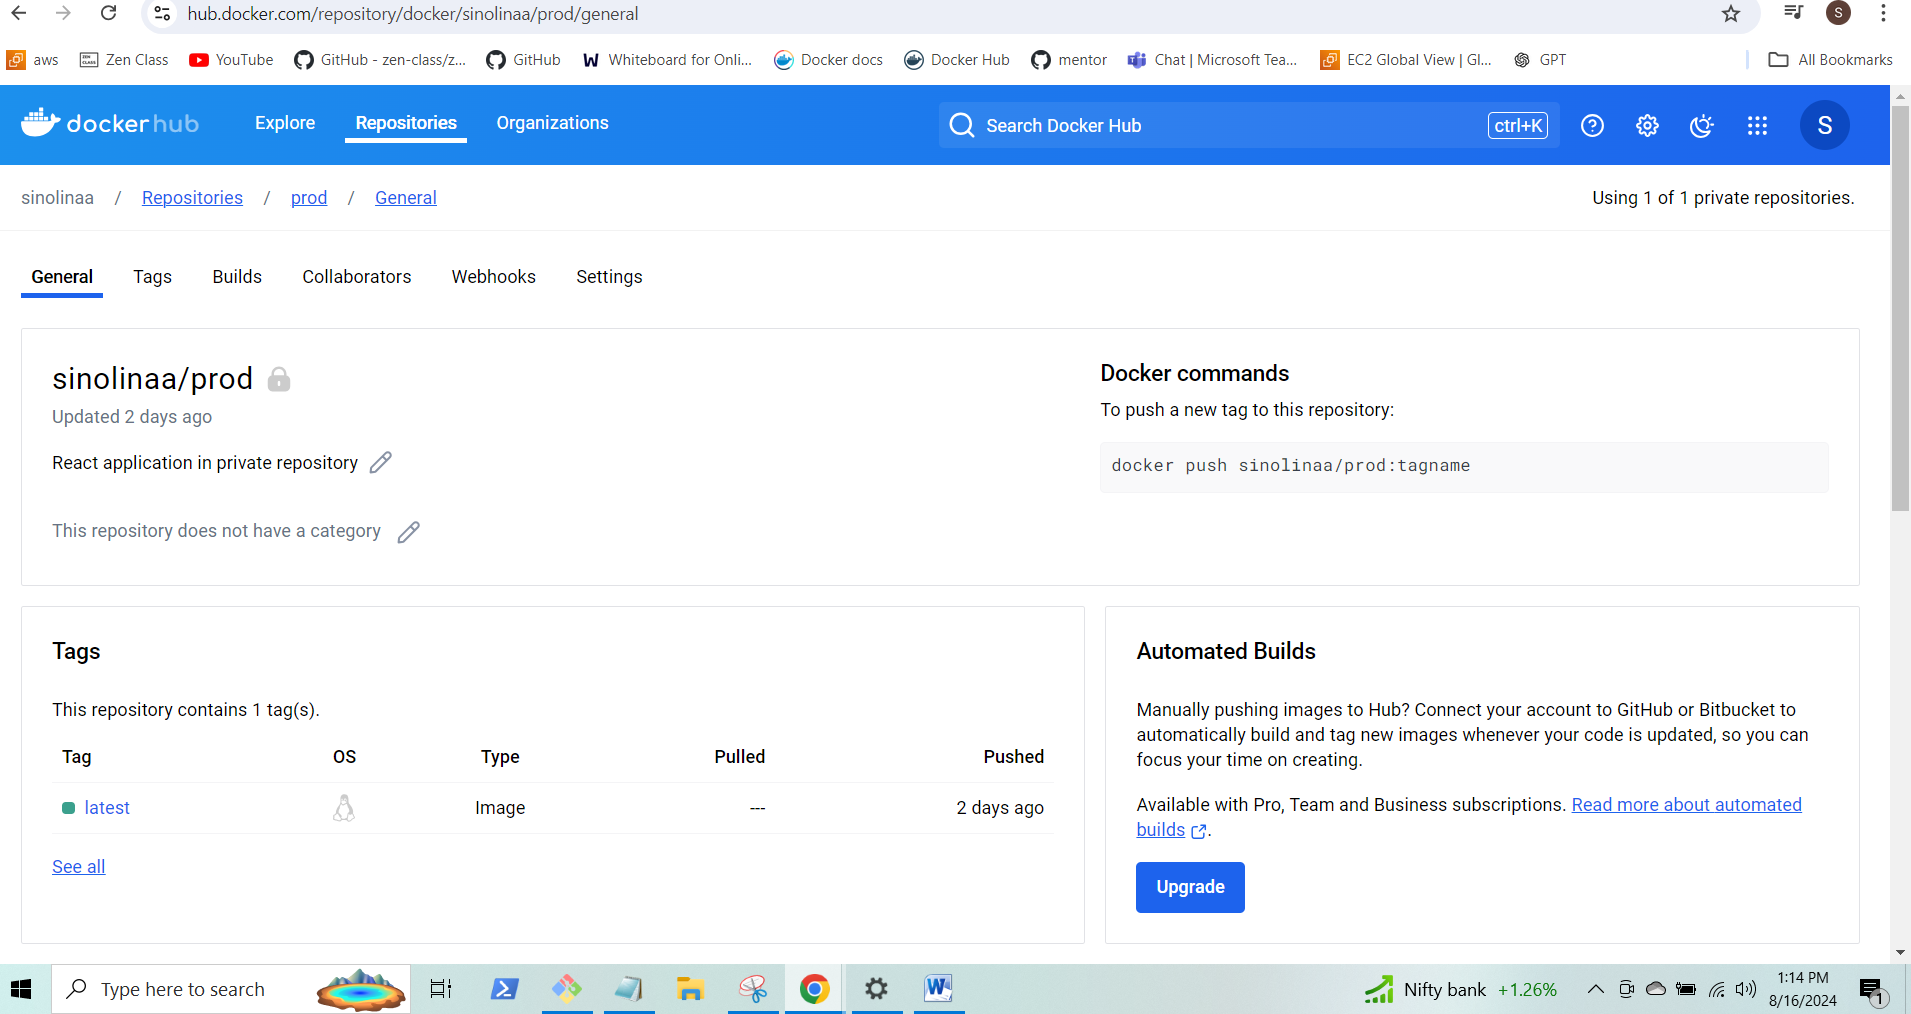 hub.docker.com/repository/docker/sinolinaa/prod/general
S
aws
ZEN CLASS
Zen Class
YouTube
GitHub - zen-class/z...
GitHub
W
Whiteboard for Onli...
Docker docs
Docker Hub
mentor
Chat | Microsoft Tea...
EC2 Global View | Gl...
GPT
All Bookmarks
dockerhub
Explore
Repositories
Organizations
Search Docker Hub
ctrl+K
S
sinolinaa / Repositories / prod / General
Using 1 of 1 private repositories.
General
Tags
Builds
Collaborators
Webhooks
Settings
sinolinaa/prod
Updated 2 days ago
React application in private repository
This repository does not have a category
Docker commands
To push a new tag to this repository:
docker push sinolinaa/prod:tagname
Tags
This repository contains 1 tag(s).
Tag OS Type Pulled Pushed
latest Image --- 2 days ago
See all
Automated Builds
Manually pushing images to Hub? Connect your account to GitHub or Bitbucket to
automatically build and tag new images whenever your code is updated, so you can
focus your time on creating.
Available with Pro, Team and Business subscriptions. Read more about automated
builds.
Upgrade
Type here to search
W
Nifty bank +1.26%
1:14 PM
8/16/2024
1